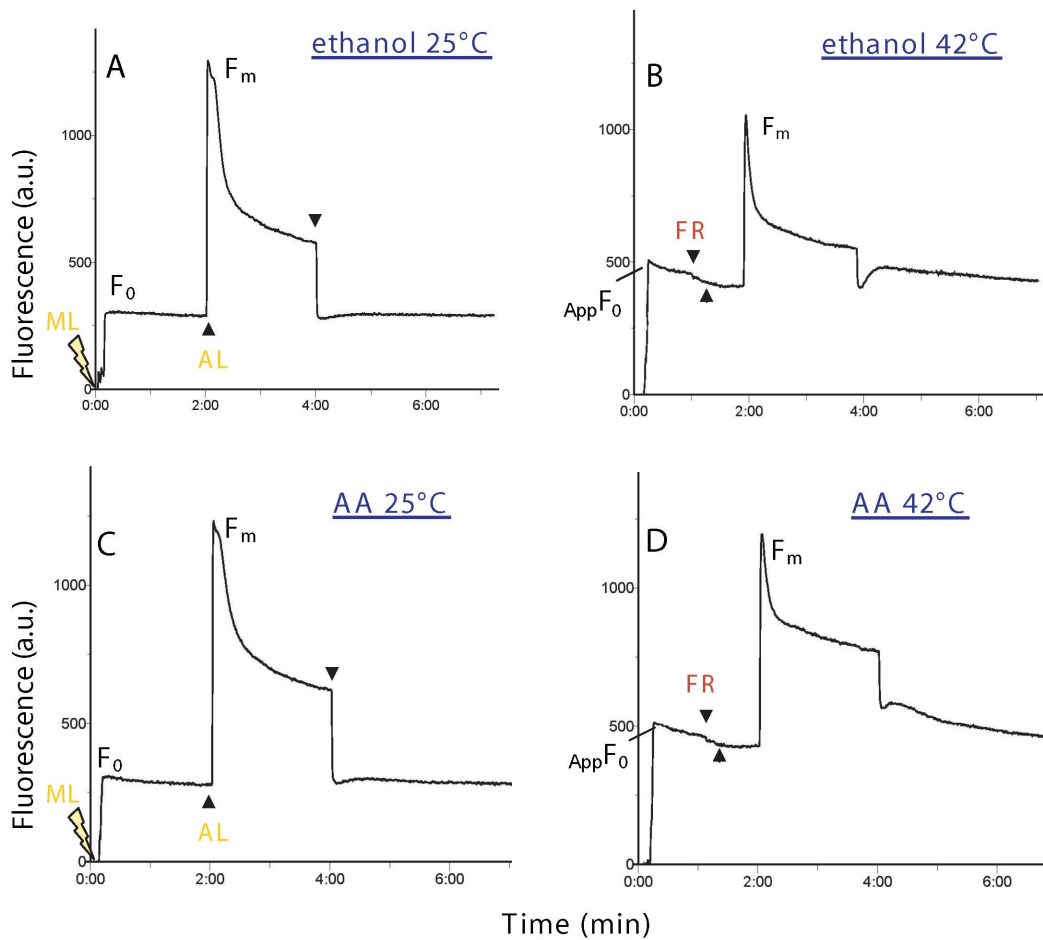 A
ethanol 25°C
Fm
1000
500
0
F0
ML
AL
0:00 2:00 4:00 6:00
Fluorescence (a.u.)
B
ethanol 42°C
Fm
1000
500
0
FR
AppF0
0:00 2:00 4:00 6:00
C
AA 25°C
Fm
1000
500
0
F0
ML
AL
0:00 2:00 4:00 6:00
Fluorescence (a.u.)
D
AA 42°C
Fm
1000
500
0
FR
AppF0
0:00 2:00 4:00 6:00
Time (min)